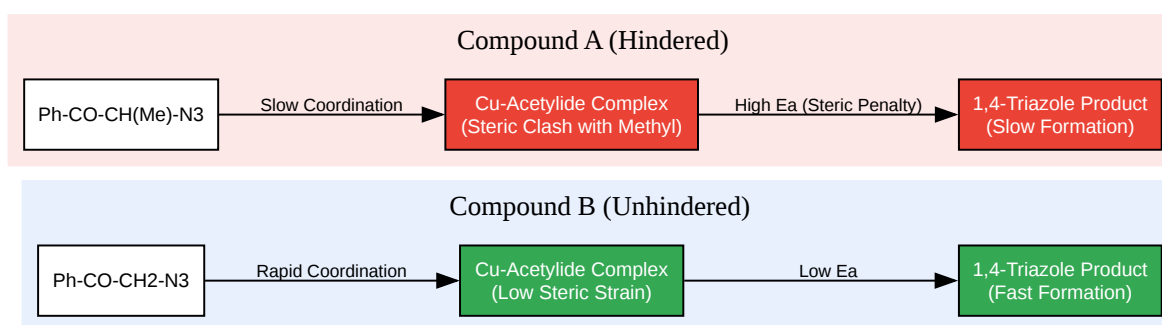 Compound A (Hindered)
Ph-CO-CH(Me)-N3
Slow Coordination
Cu-Acetylide Complex
(Steric Clash with Methyl)
High Ea (Steric Penalty)
1,4-Triazole Product
(Slow Formation)
Compound B (Unhindered)
Ph-CO-CH2-N3
Rapid Coordination
Cu-Acetylide Complex
(Low Steric Strain)
Low Ea
1,4-Triazole Product
(Fast Formation)